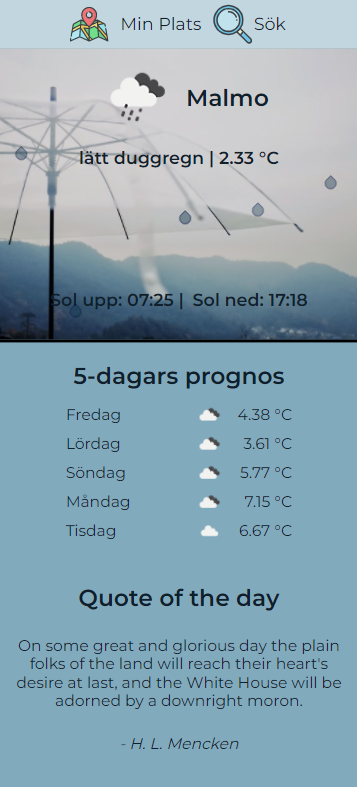 Min Plats Sök
Malmo
lätt duggregn | 2.33 °C
Sol upp: 07:25 | Sol ned: 17:18
5-dagars prognos
Fredag 4.38 °C
Lördag 3.61 °C
Söndag 5.77 °C
Måndag 7.15 °C
Tisdag 6.67 °C
Quote of the day
On some great and glorious day the plain
folks of the land will reach their heart's
desire at last, and the White House will be
adorned by a downright moron.
- H. L. Mencken